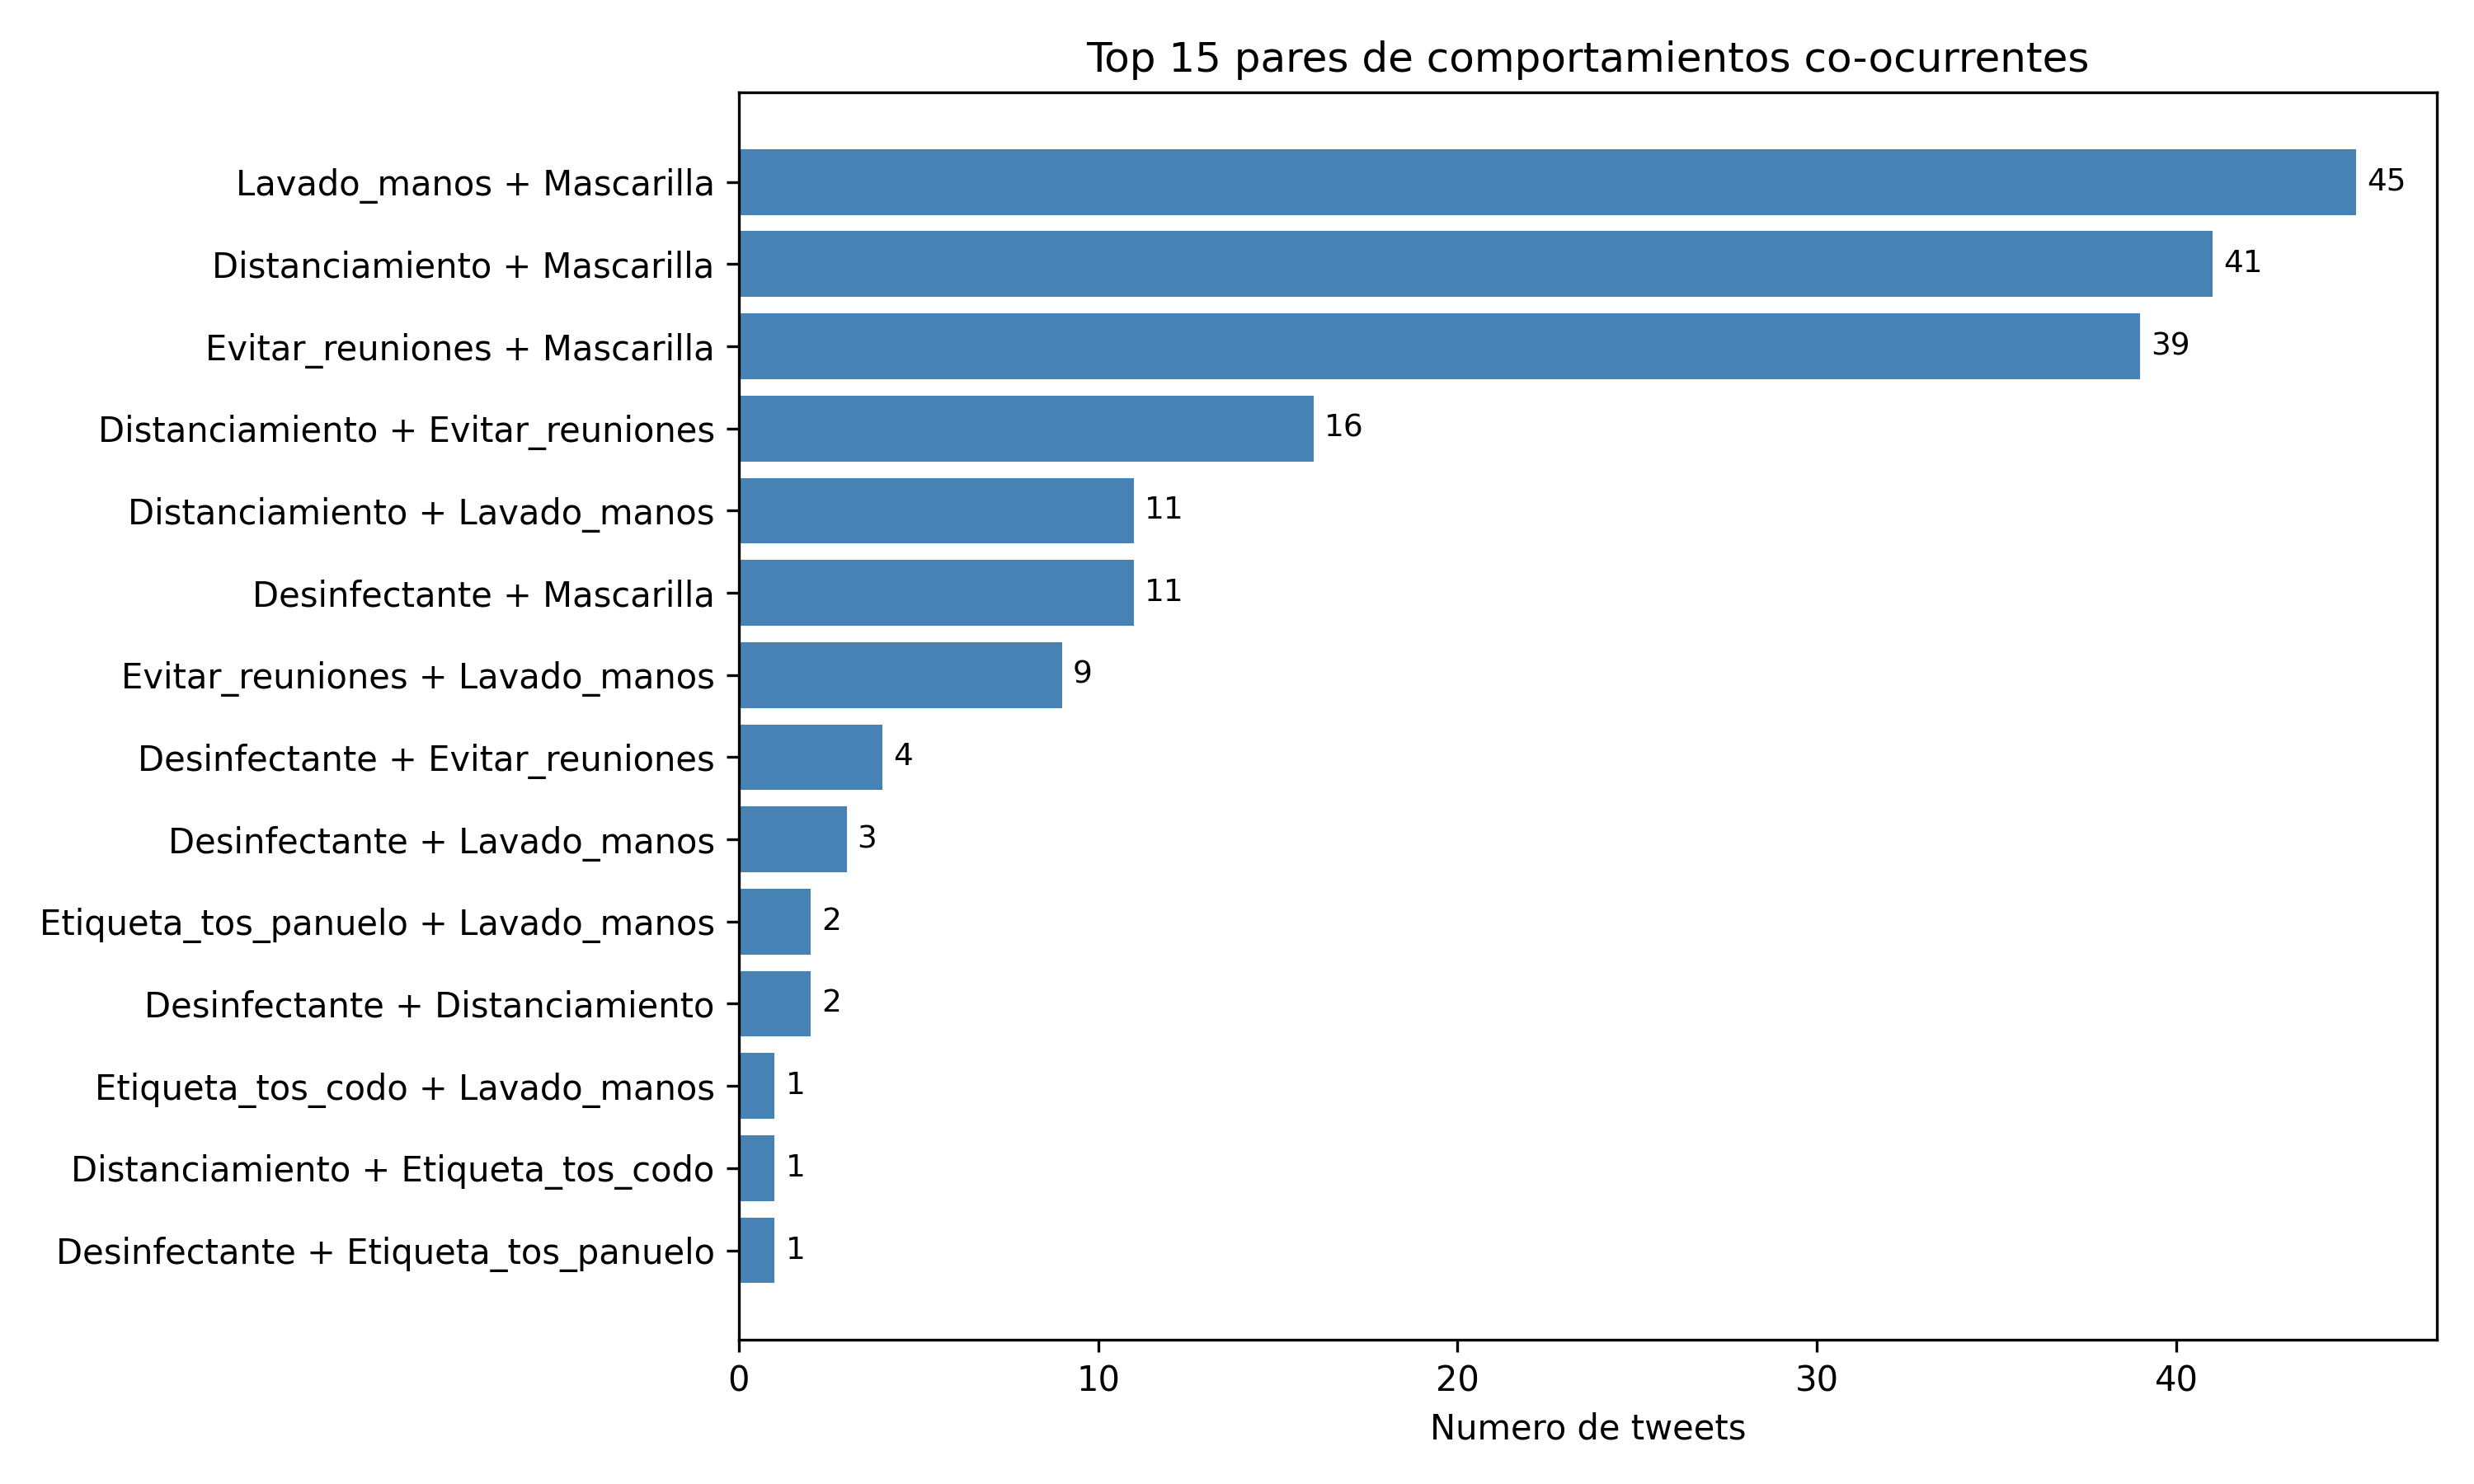 Top 15 pares de comportamientos co-ocurrentes
Lavado_manos + Mascarilla 45
Distanciamiento + Mascarilla 41
Evitar_reuniones + Mascarilla 39
Distanciamiento + Evitar_reuniones 16
Distanciamiento + Lavado_manos 11
Desinfectante + Mascarilla 11
Evitar_reuniones + Lavado_manos 9
Desinfectante + Evitar_reuniones 4
Desinfectante + Lavado_manos 3
Etiqueta_tos_panuelo + Lavado_manos 2
Desinfectante + Distanciamiento 2
Etiqueta_tos_codo + Lavado_manos 1
Distanciamiento + Etiqueta_tos_codo 1
Desinfectante + Etiqueta_tos_panuelo 1
0 10 20 30 40
Numero de tweets